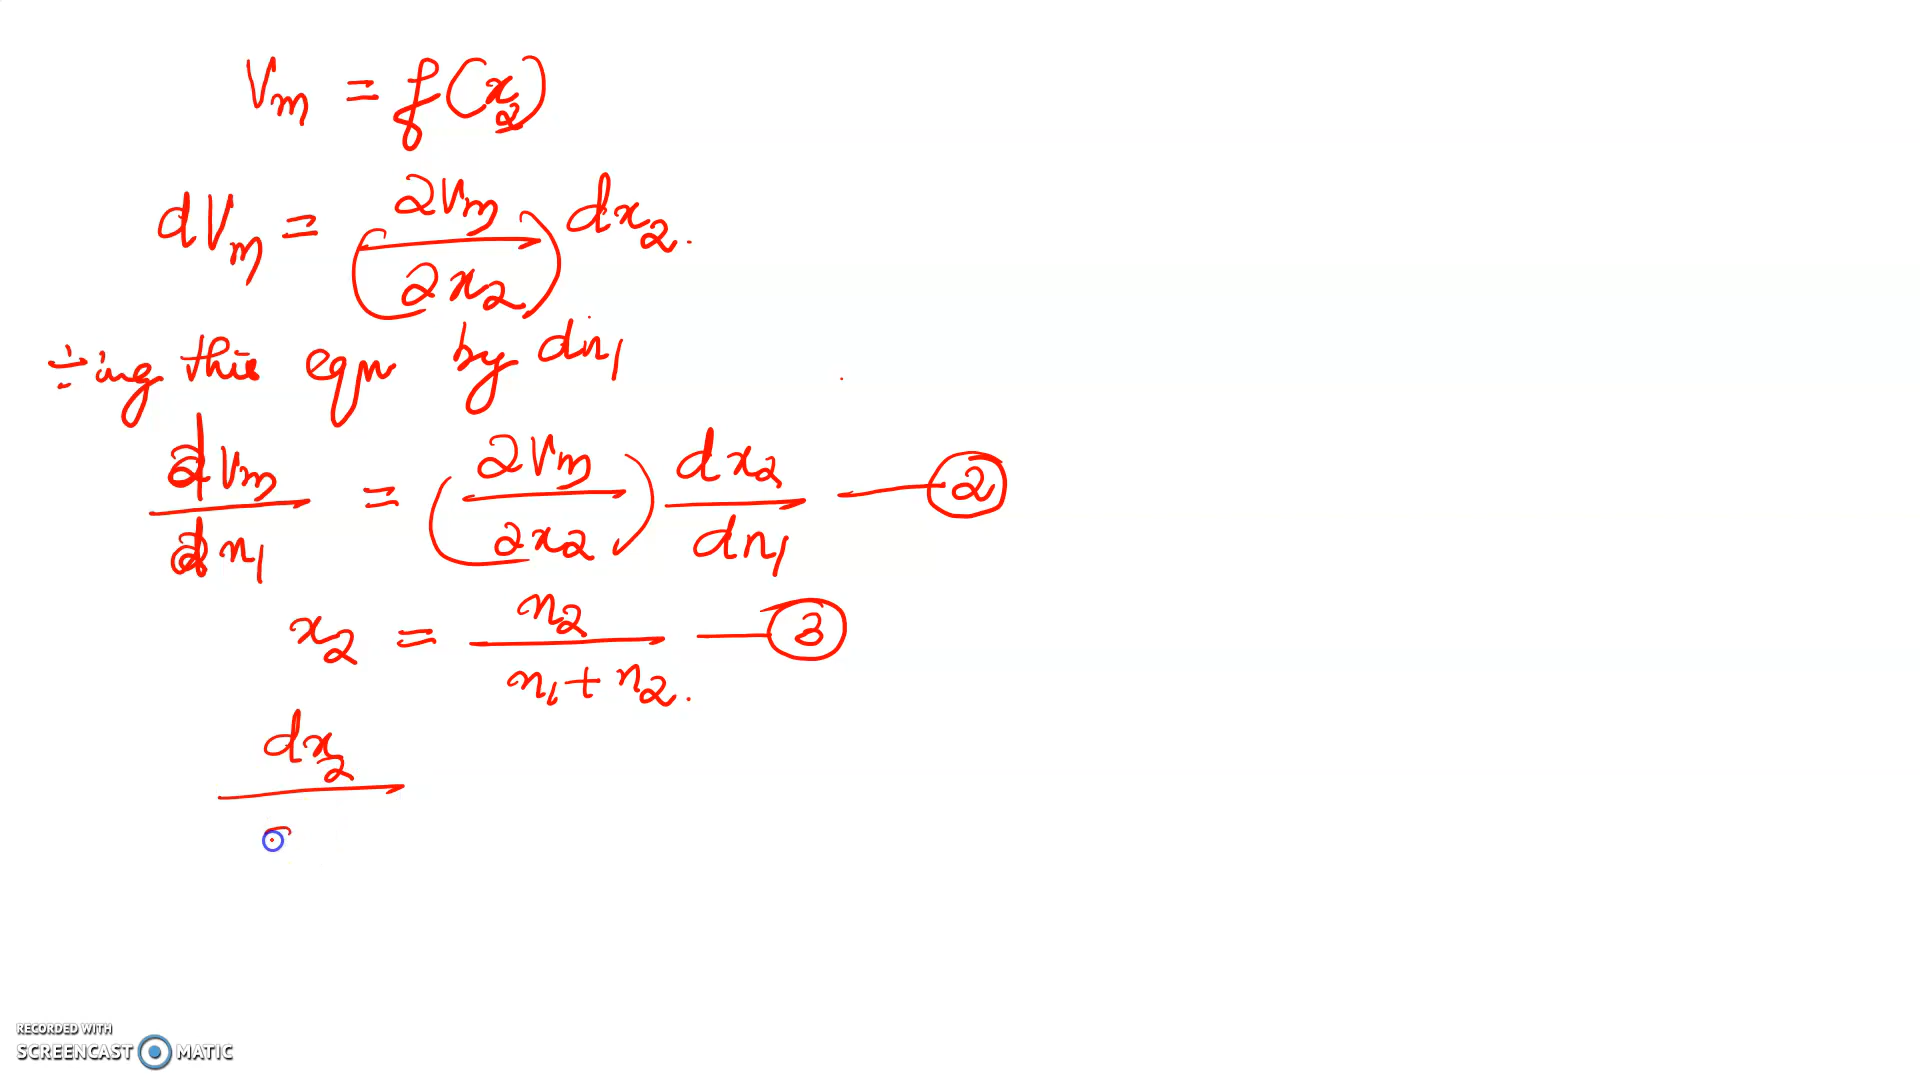 Vm = f(x2)
dVm = (∂Vm/∂x2) dx2.
÷ing this eqn by dn1
dVm/dn1 = (∂Vm/∂x2) dx2/dn1 — ②
x2 = n2/(n1 + n2). — ③
dx2
RECORDED WITH
SCREENCAST MATIC